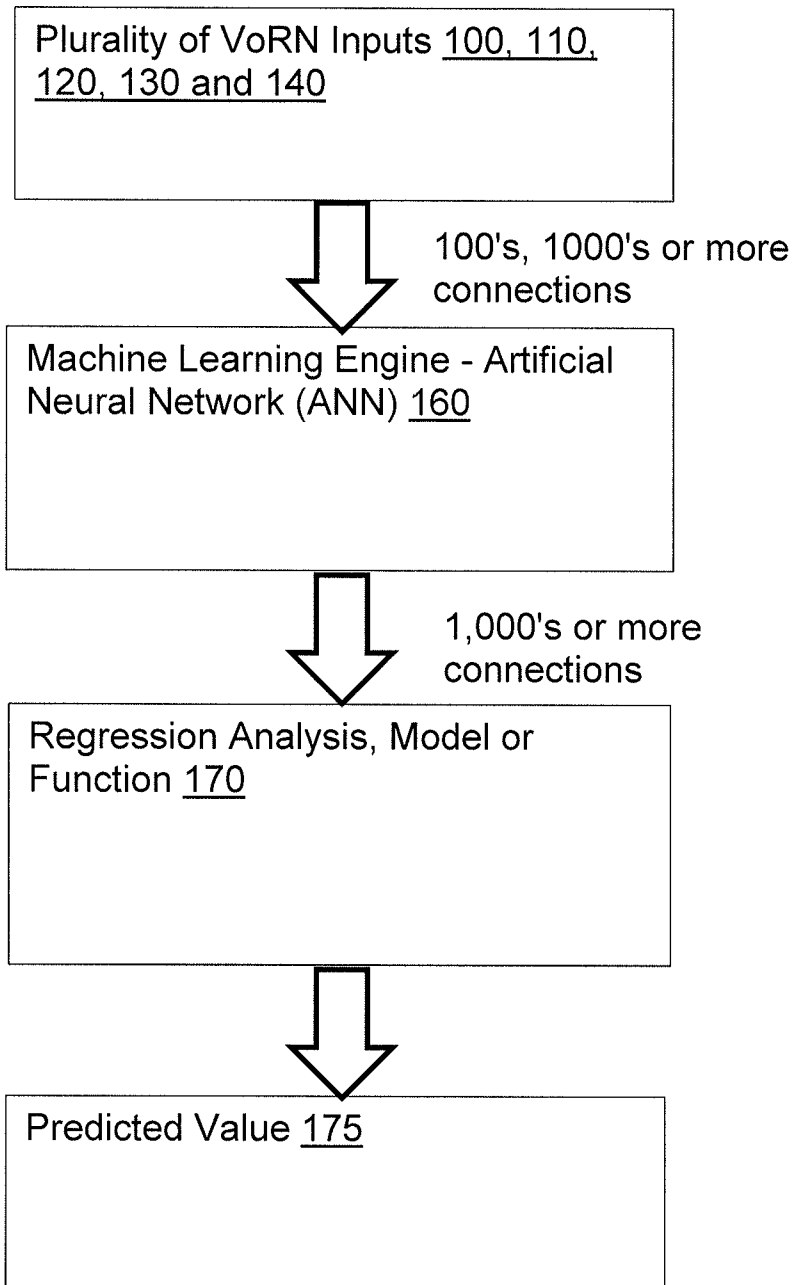 Plurality of VoRN Inputs 100, 110,
120, 130 and 140
100's, 1000's or more
connections
Machine Learning Engine - Artificial
Neural Network (ANN) 160
1,000's or more
connections
Regression Analysis, Model or
Function 170
Predicted Value 175